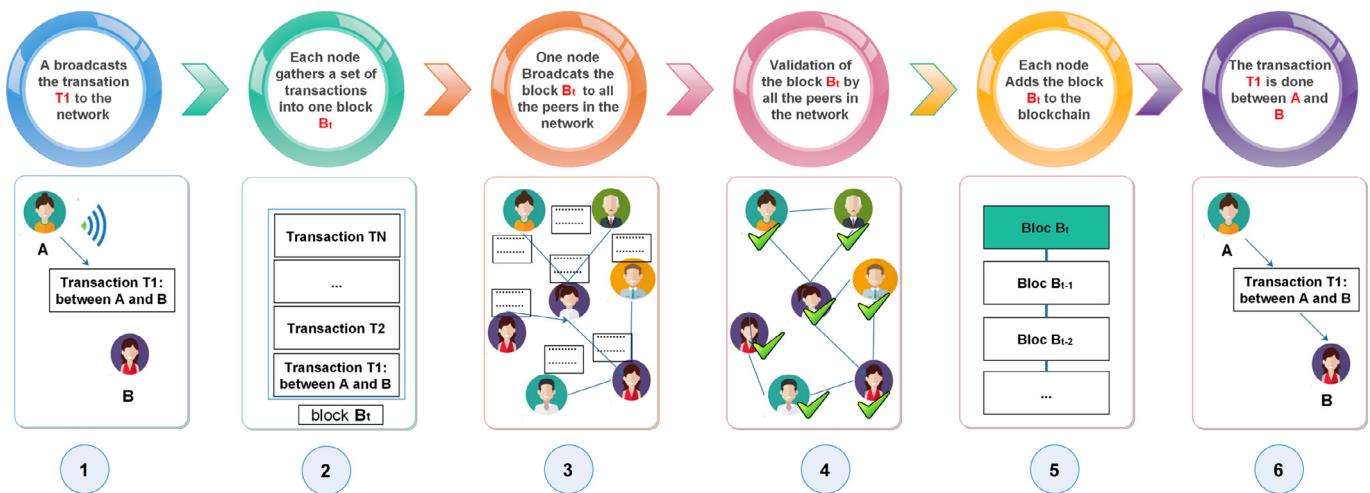 A broadcasts
the transation
T1 to the
network
Each node
gathers a set of
transactions
into one block
Bt
One node
Broadcats the
block Bt to all
the peers in the
network
Validation of
the block Bt by
all the peers in
the network
Each node
Adds the block
Bt to the
blockchain
The transaction
T1 is done
between A and
B
A
Transaction T1:
between A and B
B
Transaction TN
...
Transaction T2
Transaction T1:
between A and B
block Bt
Bloc Bt
Bloc Bt-1
Bloc Bt-2
...
A
Transaction T1:
between A and B
B
1
2
3
4
5
6